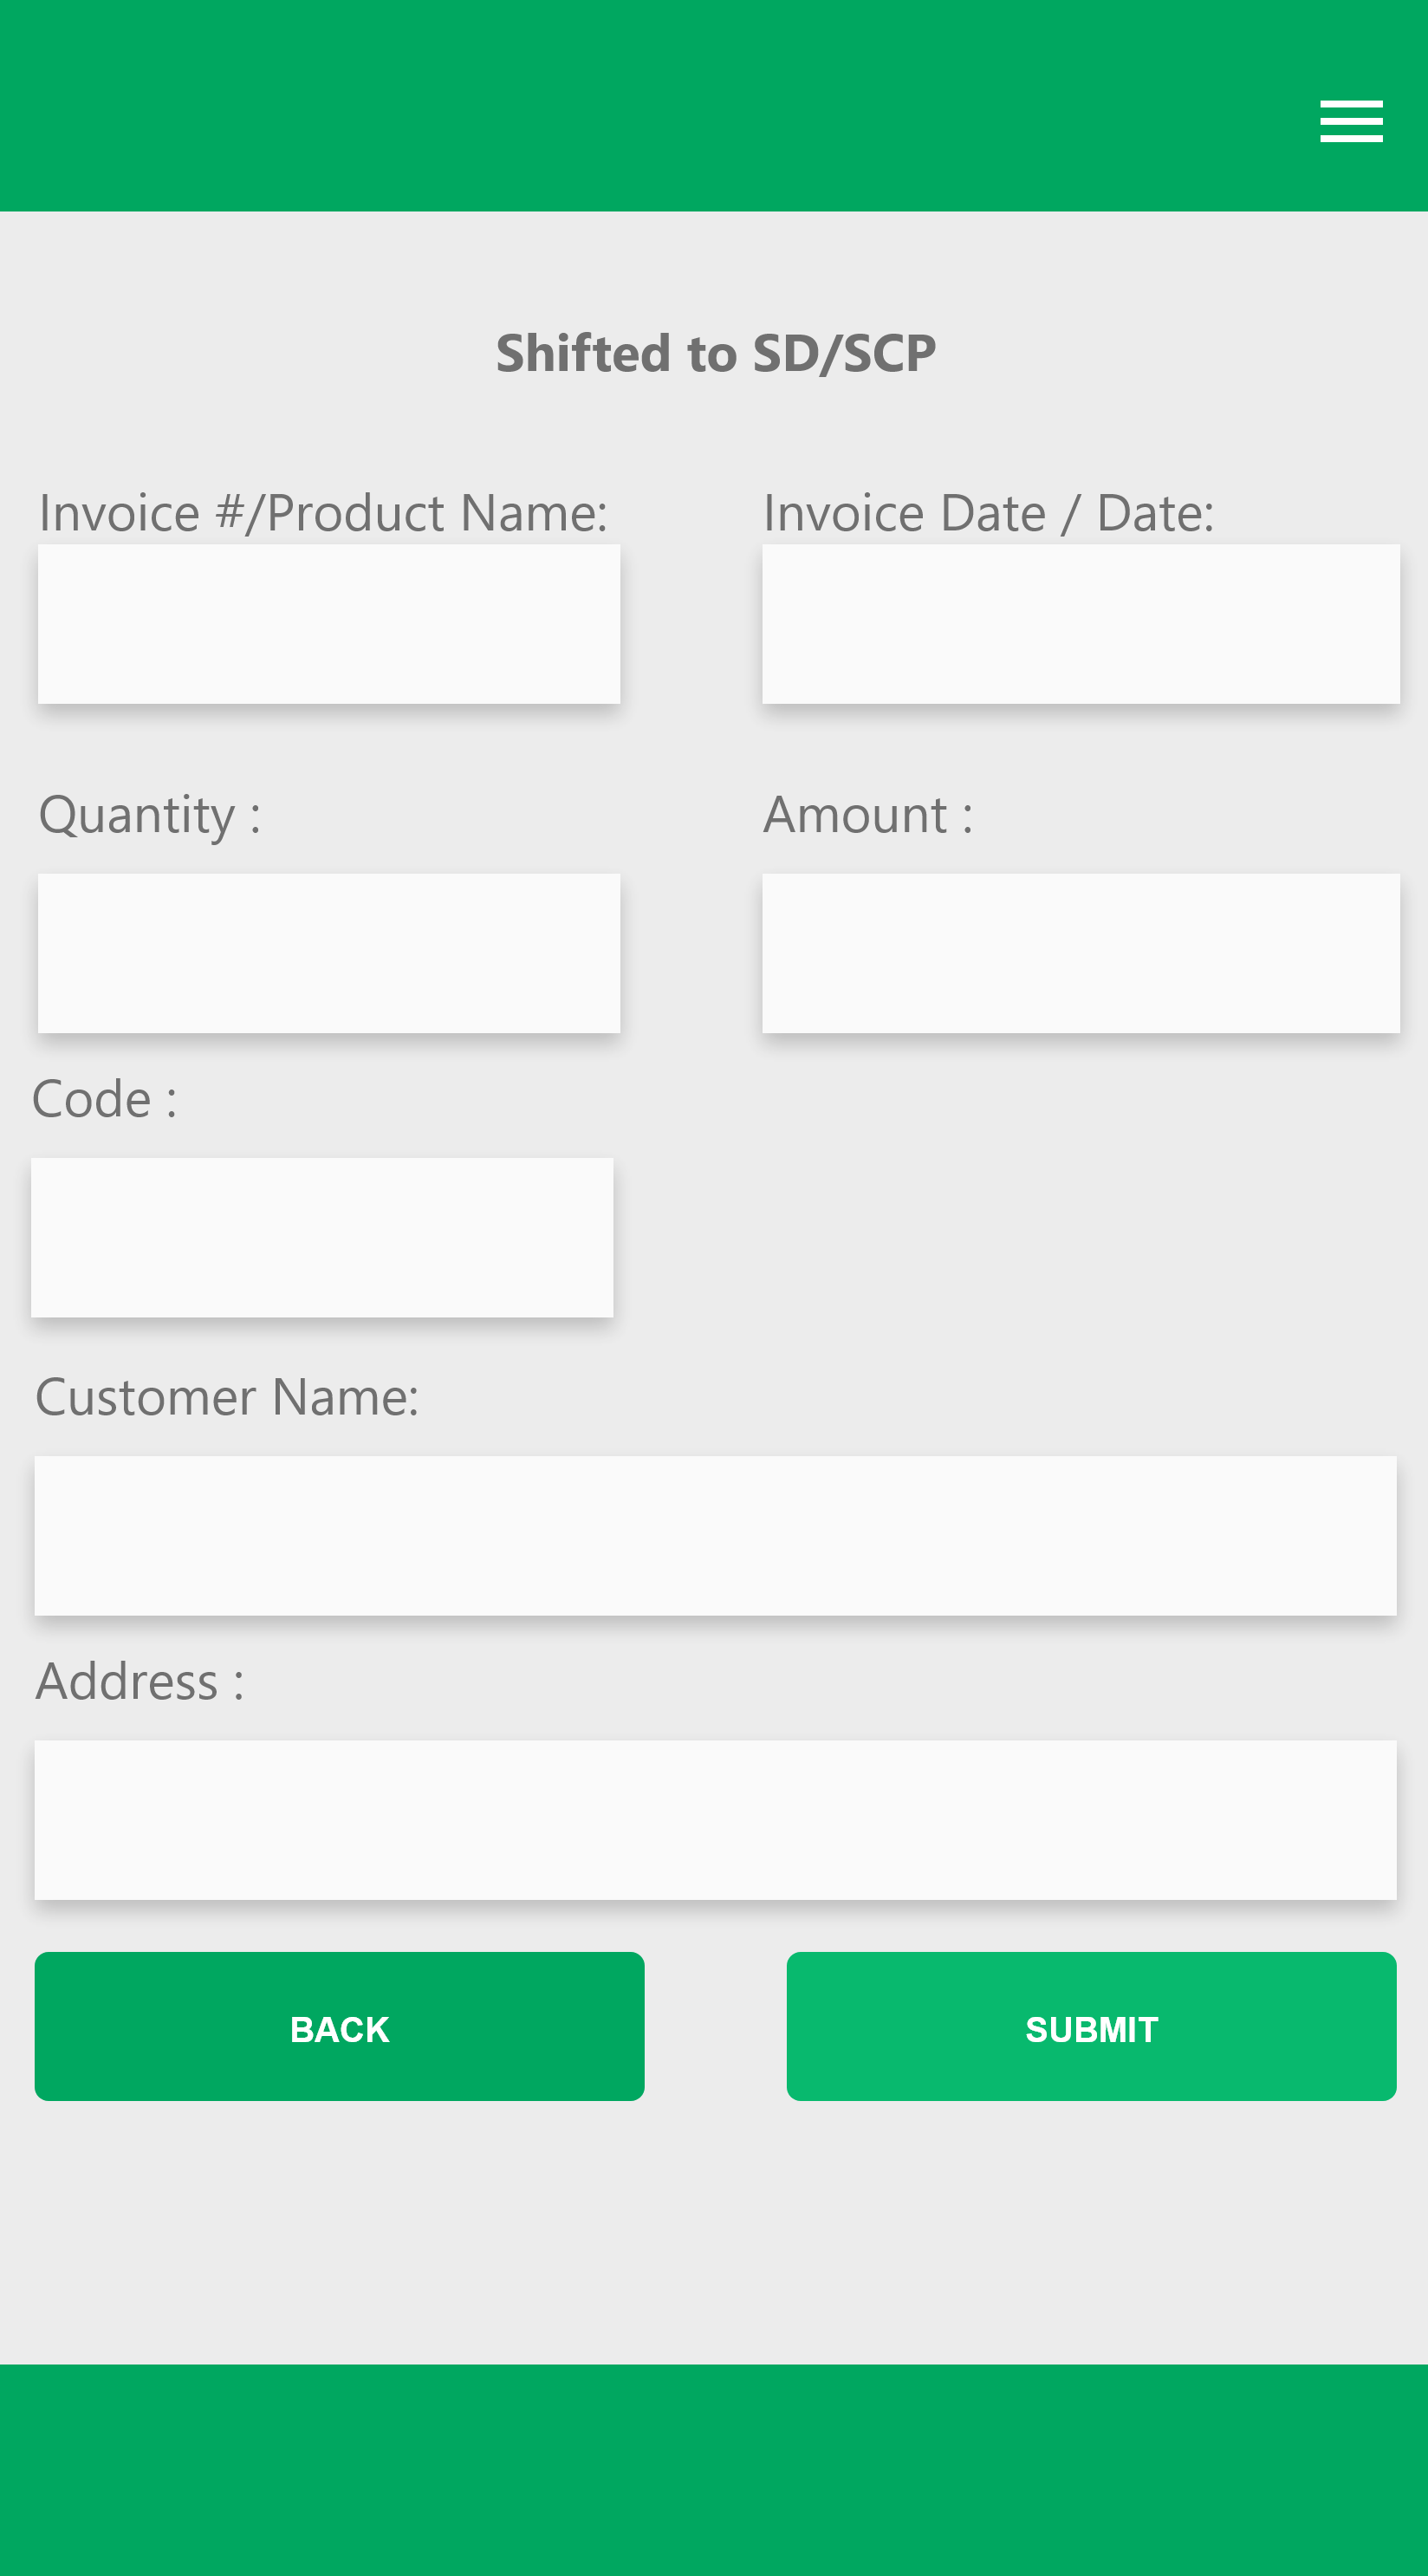 Shifted to SD/SCP
Invoice #/Product Name:
Invoice Date / Date:
Quantity :
Amount :
Code :
Customer Name:
Address :
BACK
SUBMIT